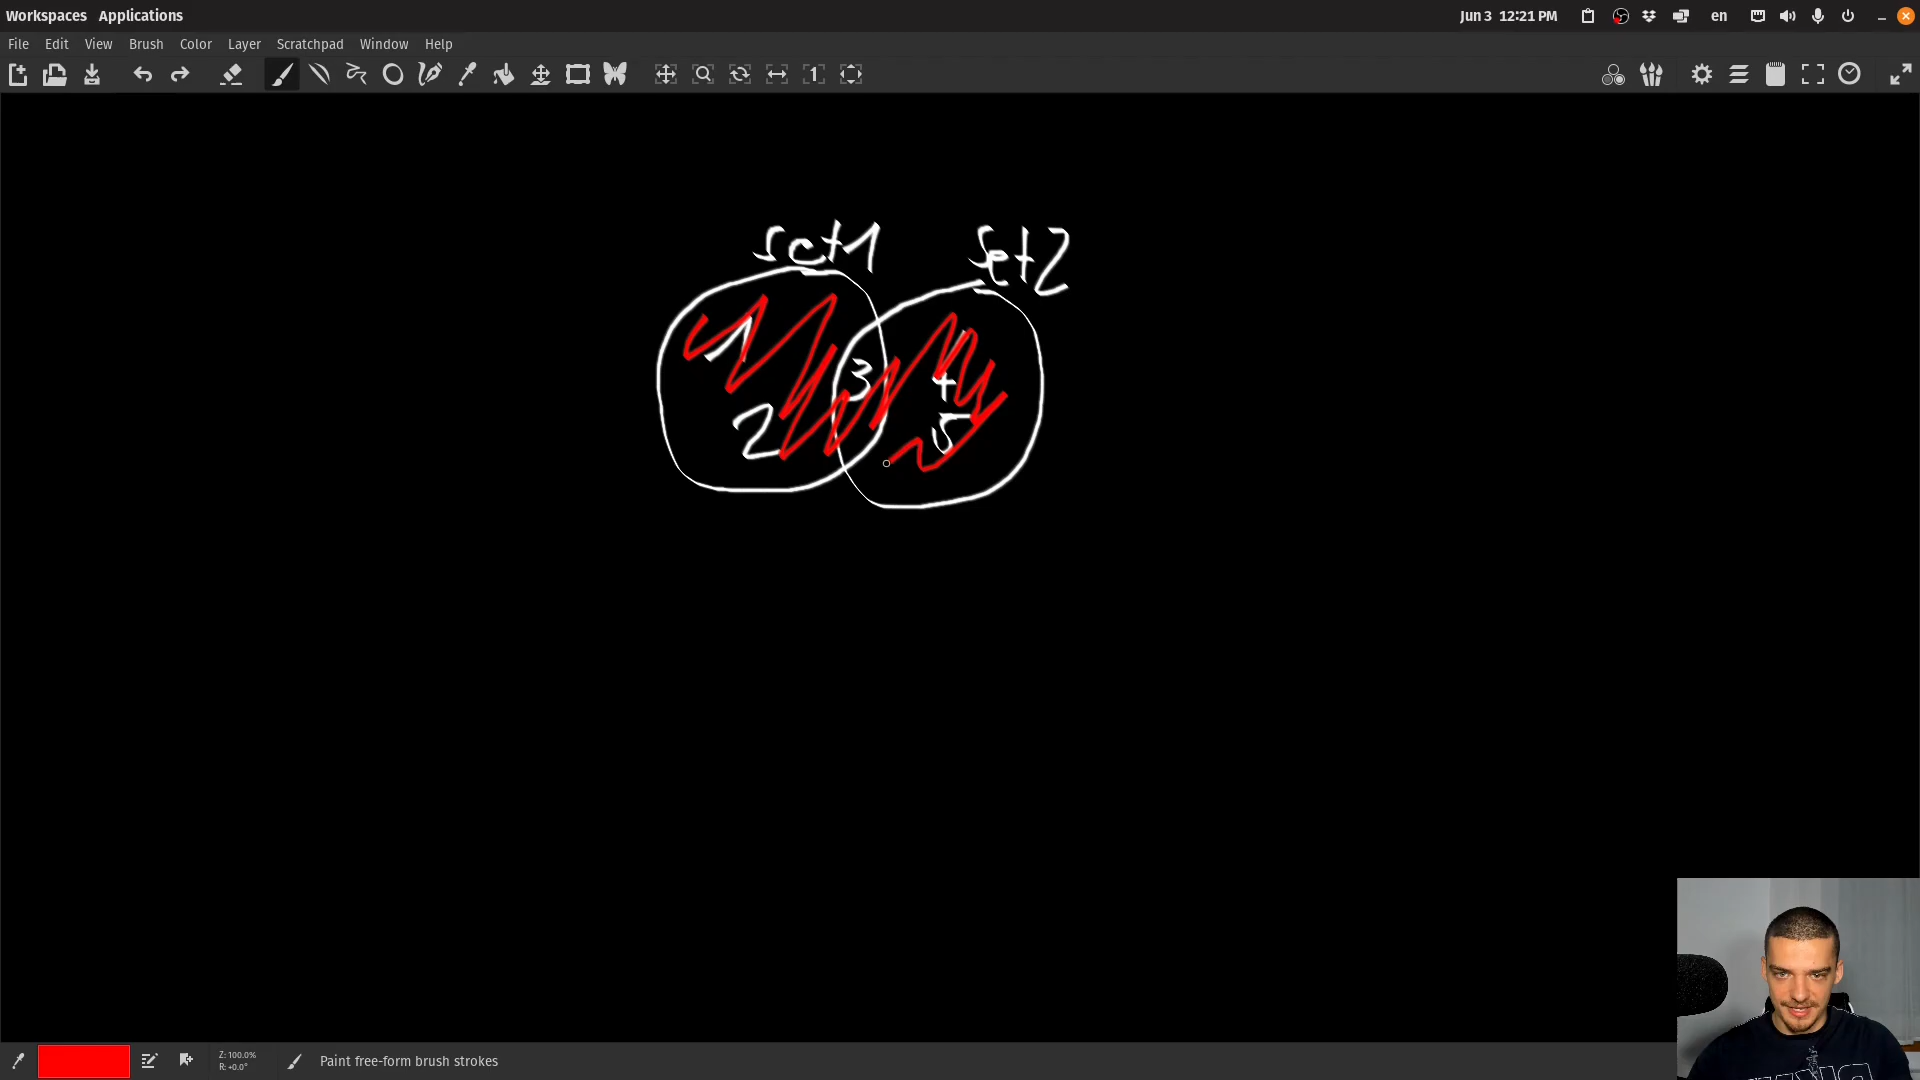 Workspaces Applications
Jun 3 12:21 PM
en
File Edit View Brush Color Layer Scratchpad Window Help
set1 set2
1
3
4
2
5
Z: 100.0%
R: +0.0°
Paint free-form brush strokes